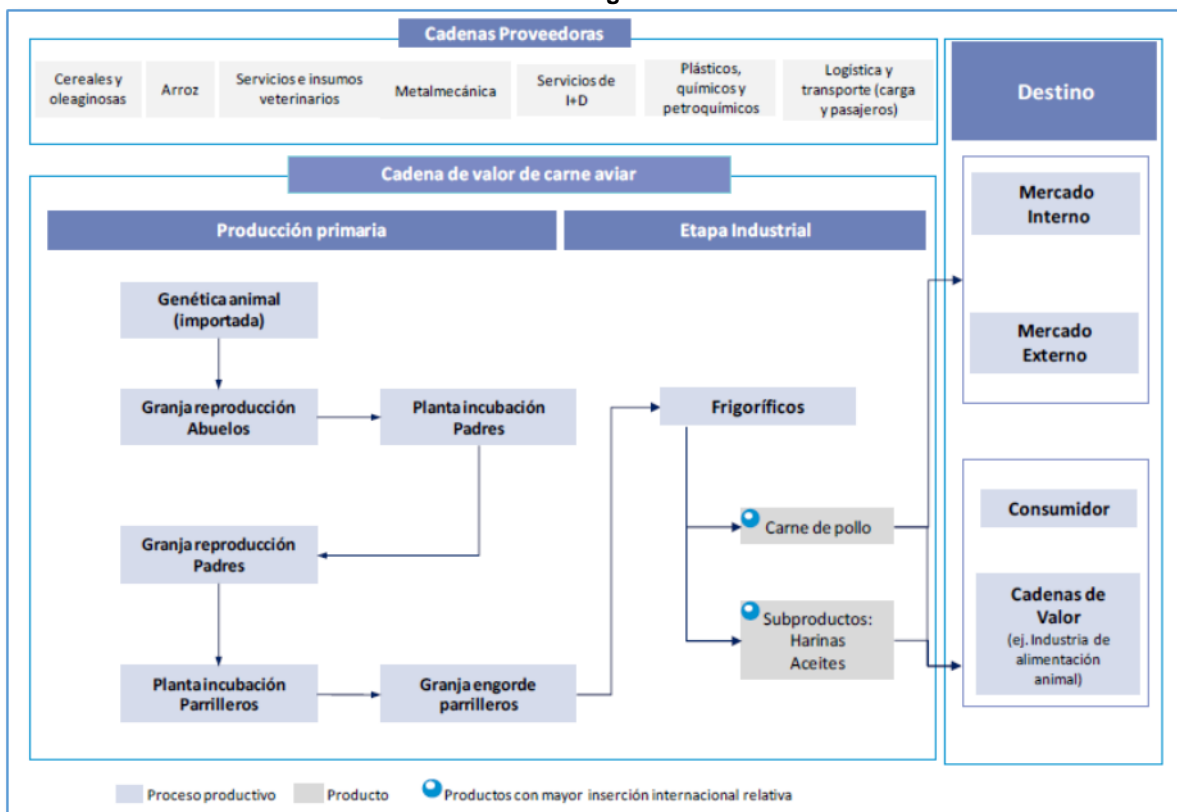 Cadenas Proveedoras
Cereales y
oleaginosas
Arroz
Servicios e insumos
veterinarios
Metalmecánica
Servicios de
I+D
Plásticos,
químicos y
petroquímicos
Logística y
transporte (carga
y pasajeros)
Destino
Cadena de valor de carne aviar
Producción primaria
Etapa Industrial
Mercado
Interno
Mercado
Externo
Genética animal
(importada)
Granja reproducción
Abuelos
Planta incubación
Padres
Frigoríficos
Granja reproducción
Padres
Carne de pollo
Consumidor
Subproductos:
Harinas
Aceites
Cadenas de
Valor
(ej. Industria de
alimentación
animal)
Planta incubación
Parrilleros
Granja engorde
parrilleros
Proceso productivo
Producto
Productos con mayor inserción internacional relativa